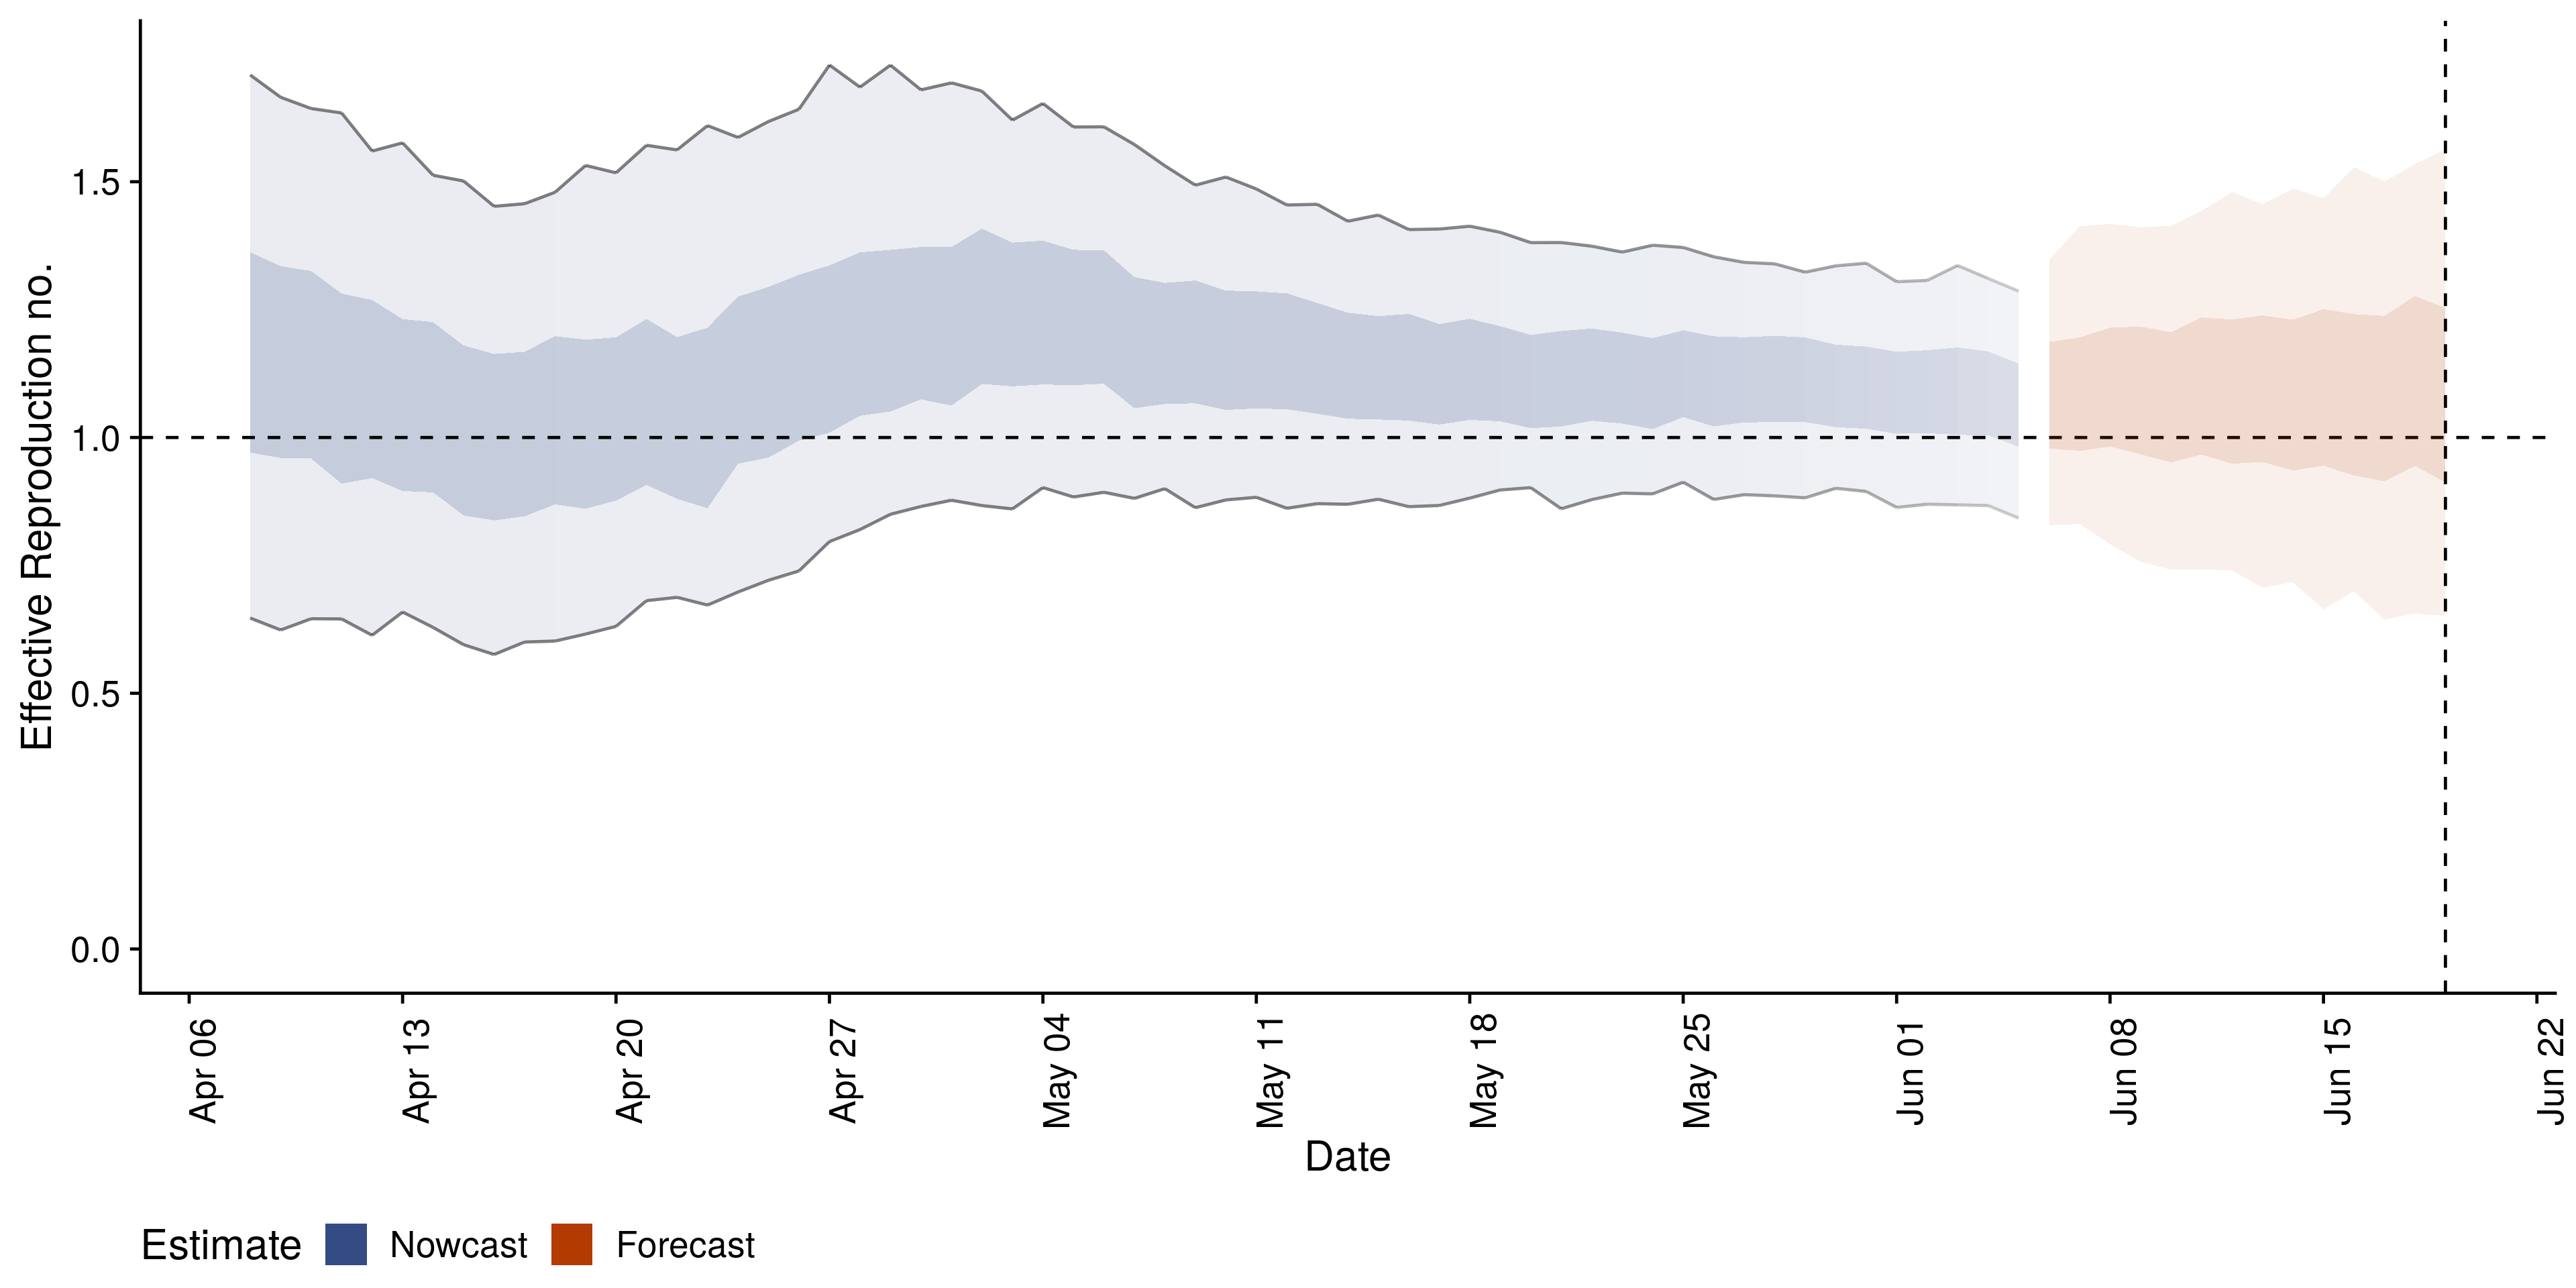 Effective Reproduction no.
1.5
1.0
0.5
0.0
Apr 06
Apr 13
Apr 20
Apr 27
May 04
May 11
May 18
May 25
Jun 01
Jun 08
Jun 15
Jun 22
Date
Estimate Nowcast Forecast